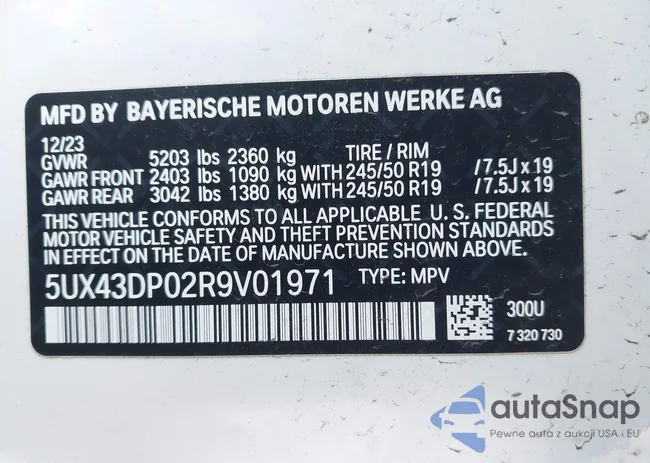 MFD BY BAYERISCHE MOTOREN WERKE AG
12/23
GVWR 5203 lbs 2360 kg TIRE / RIM
GAWR FRONT 2403 lbs 1090 kg WITH 245/50 R19 /7.5J x 19
GAWR REAR 3042 lbs 1380 kg WITH 245/50 R19 /7.5J x 19
THIS VEHICLE CONFORMS TO ALL APPLICABLE U. S. FEDERAL
MOTOR VEHICLE SAFETY AND THEFT PREVENTION STANDARDS
IN EFFECT ON THE DATE OF MANUFACTURE SHOWN ABOVE.
5UX43DP02R9V01971 TYPE: MPV
300U
7 320 730
autaSnap
Pewne auta z aukcji USA i EU